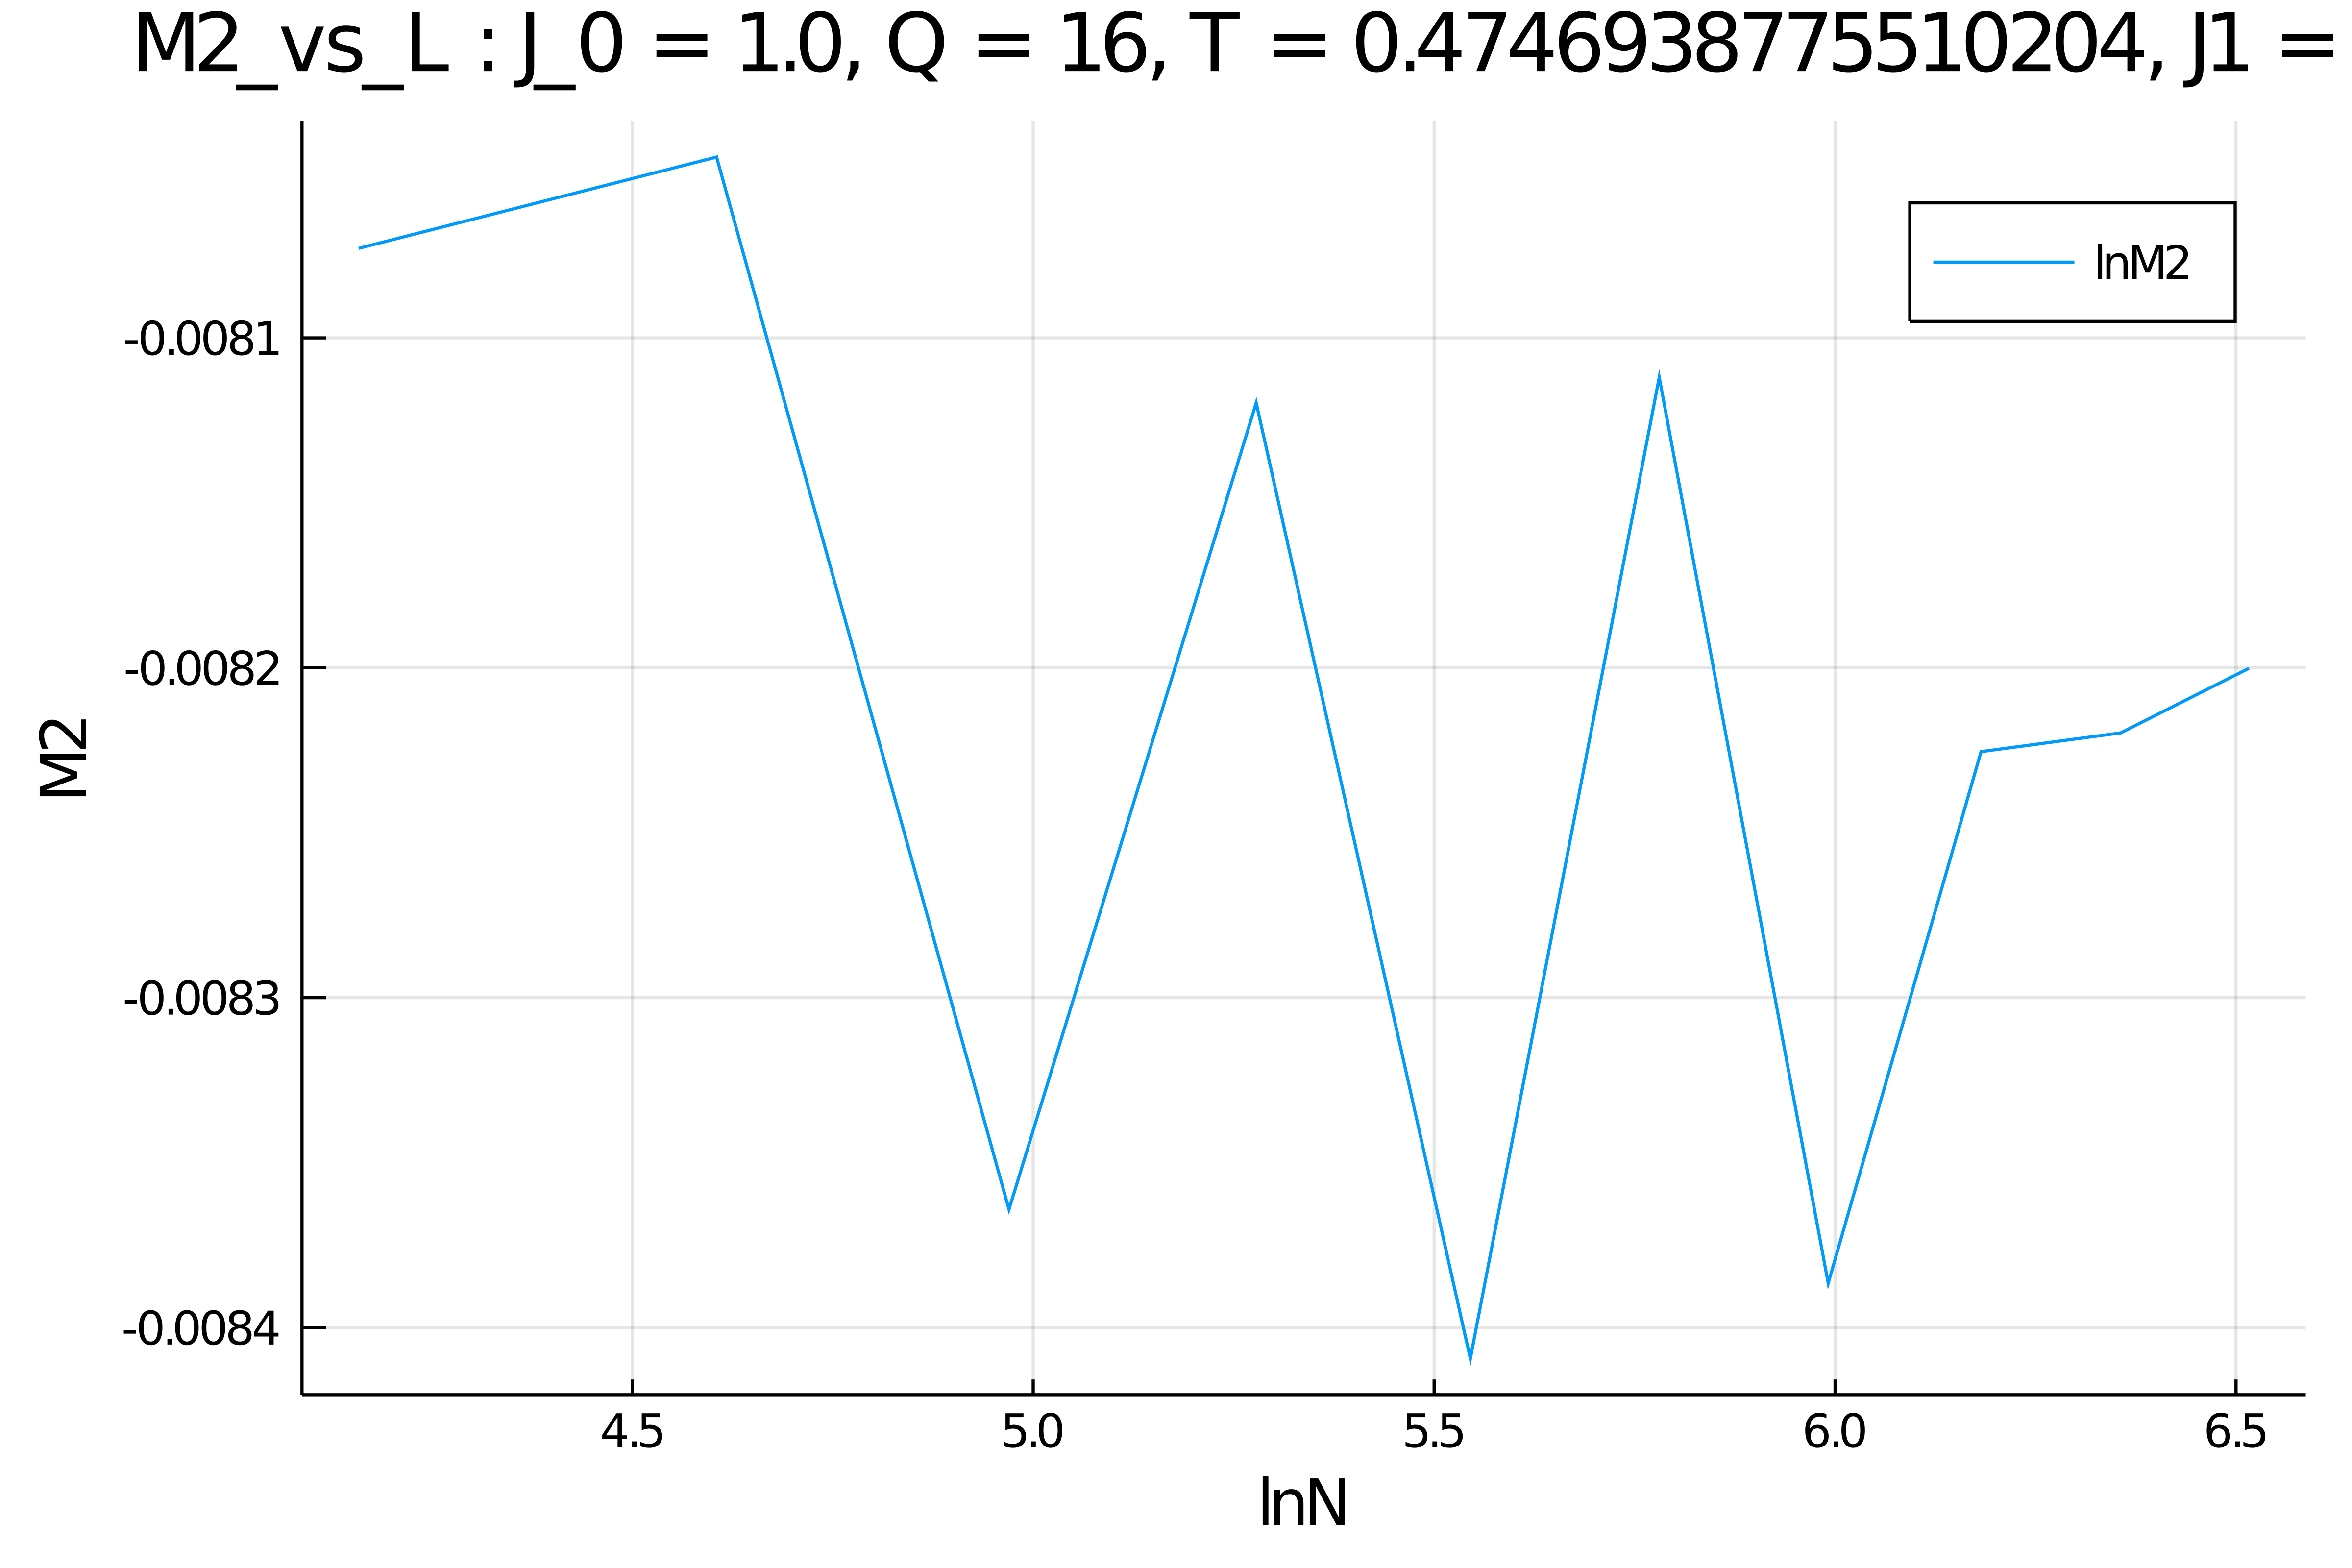 M2_vs_L : J_0 = 1.0, Q = 16, T = 0.4746938775510204, J1 =
lnM2
-0.0081
-0.0082
M2
-0.0083
-0.0084
4.5 5.0 5.5 6.0 6.5
lnN